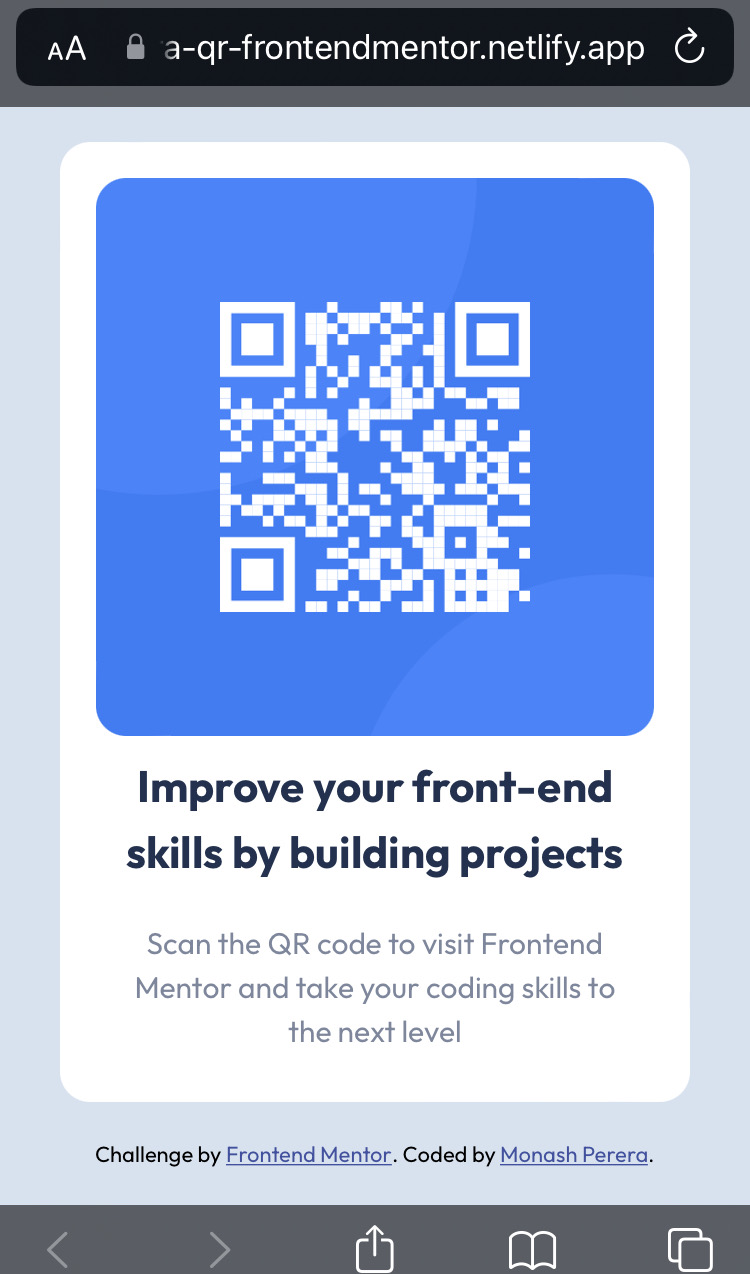 AA a-qr-frontendmentor.netlify.app
Improve your front-end
skills by building projects
Scan the QR code to visit Frontend
Mentor and take your coding skills to
the next level
Challenge by Frontend Mentor. Coded by Monash Perera.